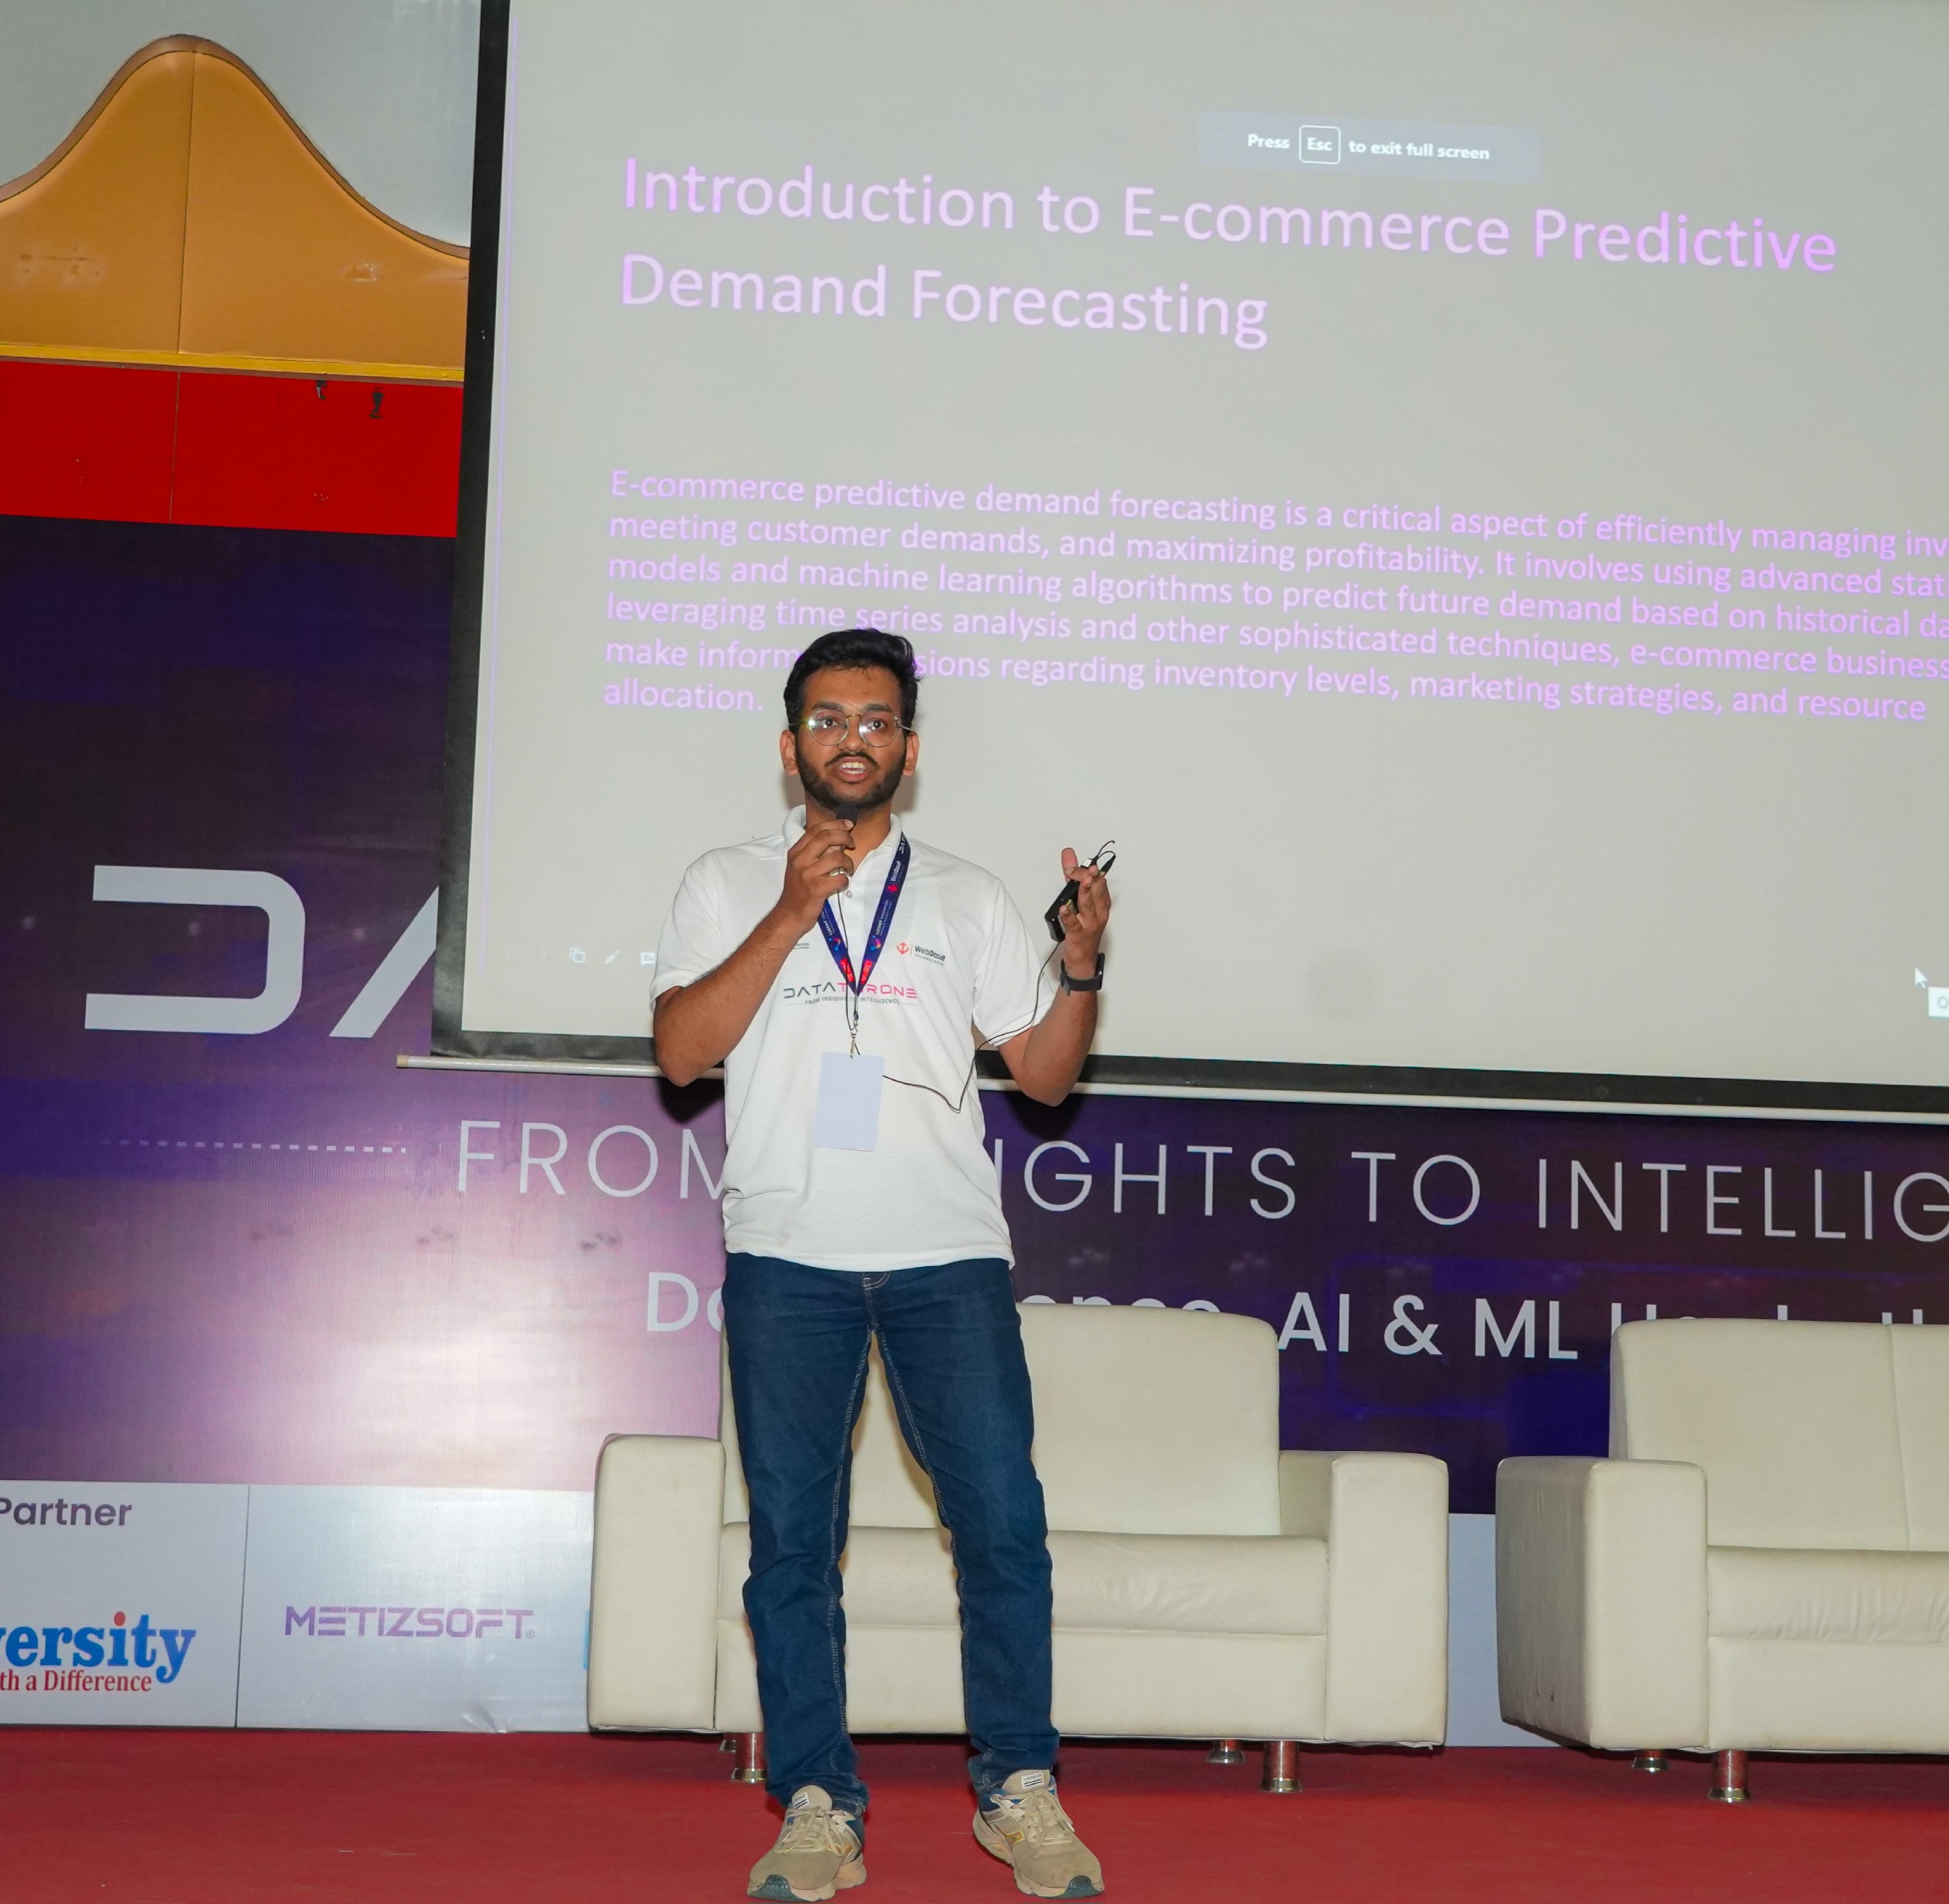 Press Esc to exit full screen
Introduction to E-commerce Predictive
Demand Forecasting
E-commerce predictive demand forecasting is a critical aspect of efficiently managing inv
meeting customer demands, and maximizing profitability. It involves using advanced stat
models and machine learning algorithms to predict future demand based on historical da
leveraging time series analysis and other sophisticated techniques, e-commerce business
make inform sions regarding inventory levels, marketing strategies, and resource
allocation.
DA
WebOccult
TECHNOLOGIES
DATATHRONE
FROM INSIGHTS TO INTELLIGENCE
FROM IGHTS TO INTELLIG
AI & ML
Partner
versity
th a Difference
METIZSOFT